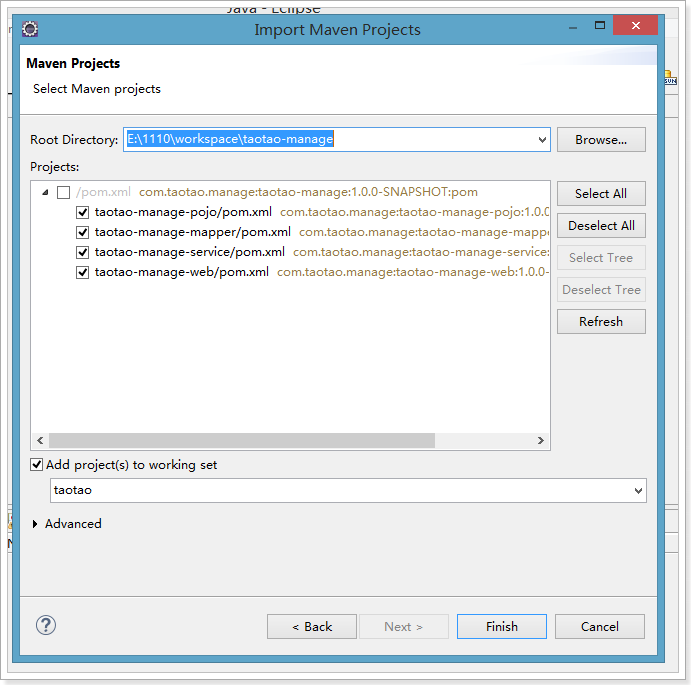 Java - Eclipse
Import Maven Projects
Maven Projects
Select Maven projects
SVN
Root Directory: E:\1110\workspace\taotao-manage Browse...
Projects:
/pom.xml com.taotao.manage:taotao-manage:1.0.0-SNAPSHOT:pom Select All
taotao-manage-pojo/pom.xml com.taotao.manage:taotao-manage-pojo:1.0.0
taotao-manage-mapper/pom.xml com.taotao.manage:taotao-manage-mappe Deselect All
taotao-manage-service/pom.xml com.taotao.manage:taotao-manage-service: Select Tree
taotao-manage-web/pom.xml com.taotao.manage:taotao-manage-web:1.0.0-
Deselect Tree
Refresh
Add project(s) to working set
taotao
Advanced
? < Back Next > Finish Cancel